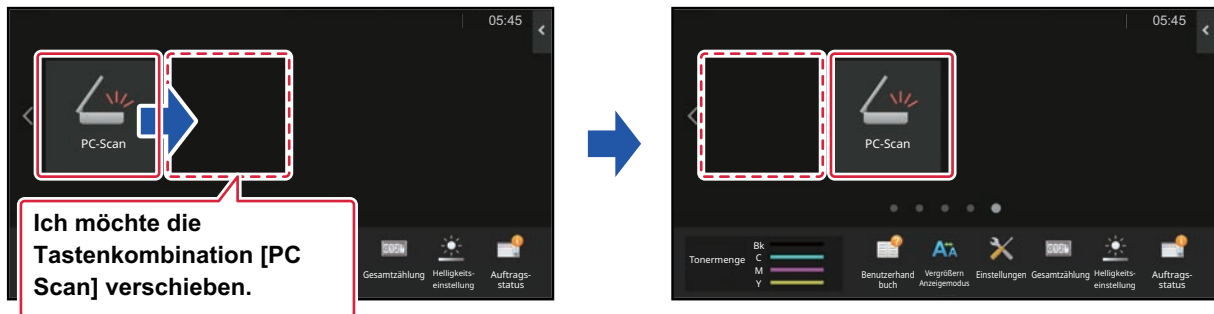 05:45
PC-Scan
Ich möchte die
Tastenkombination [PC
Scan] verschieben.
Gesamtzählung
Helligkeits-
einstellung
Auftrags-
status
05:45
PC-Scan
Tonermenge
Bk
C
M
Y
Benutzerhand
buch
Vergrößern
Anzeigemodus
Einstellungen
Gesamtzählung
Helligkeits-
einstellung
Auftrags-
status